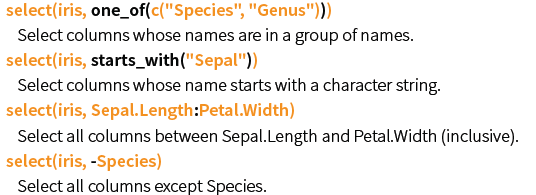 select(iris, one_of(c("Species", "Genus")))
Select columns whose names are in a group of names.
select(iris, starts_with("Sepal"))
Select columns whose name starts with a character string.
select(iris, Sepal.Length:Petal.Width)
Select all columns between Sepal.Length and Petal.Width (inclusive).
select(iris, -Species)
Select all columns except Species.